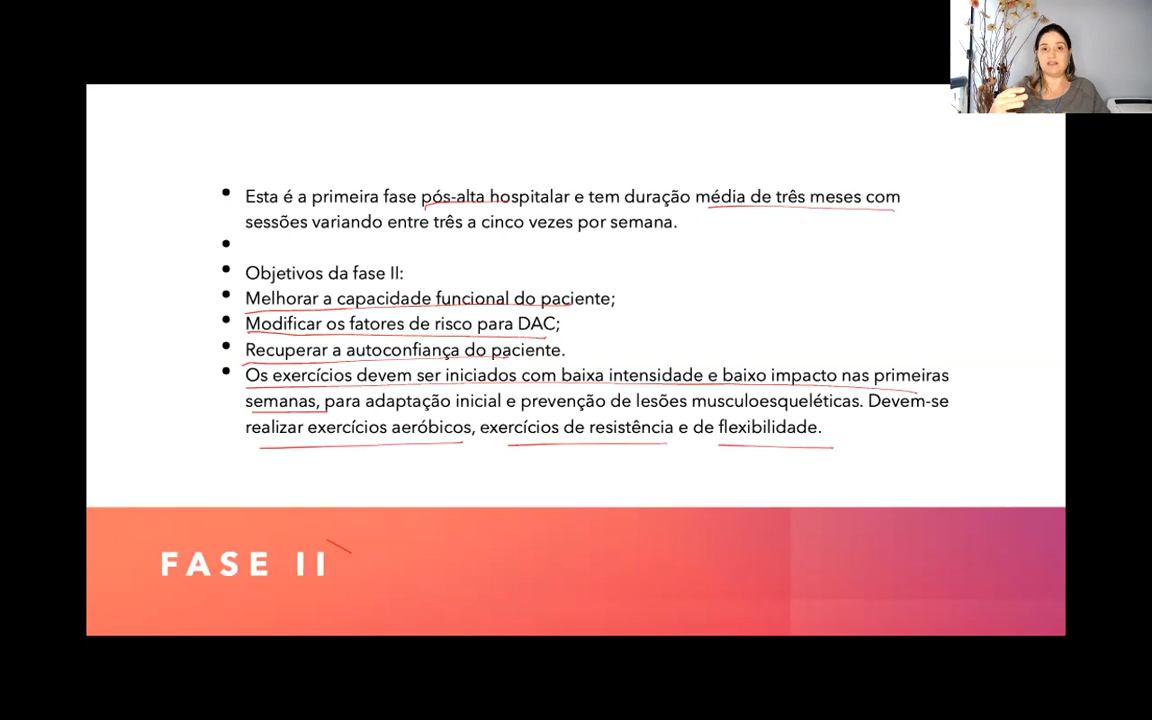 Esta é a primeira fase pós-alta hospitalar e tem duração média de três meses com
sessões variando entre três a cinco vezes por semana.
Objetivos da fase II:
Melhorar a capacidade funcional do paciente;
Modificar os fatores de risco para DAC;
Recuperar a autoconfiança do paciente.
Os exercícios devem ser iniciados com baixa intensidade e baixo impacto nas primeiras
semanas, para adaptação inicial e prevenção de lesões musculoesqueléticas. Devem-se
realizar exercícios aeróbicos, exercícios de resistência e de flexibilidade.
FASE II